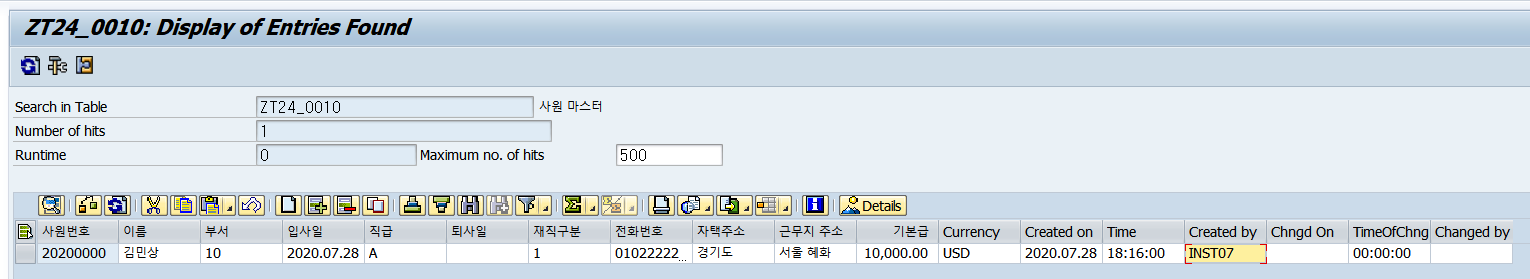 ZT24_0010: Display of Entries Found
Search in Table ZT24_0010 사원 마스터
Number of hits 1
Runtime 0 Maximum no. of hits 500
Details
사원번호 이름 부서 입사일 직급 퇴사일 재직구분 전화번호 자택주소 근무지 주소 기본급 Currency Created on Time Created by Chngd On TimeOfChng Changed by
20200000 김민상 10 2020.07.28 A 1 01022222... 경기도 서울 혜화 10,000.00 USD 2020.07.28 18:16:00 INST07 00:00:00